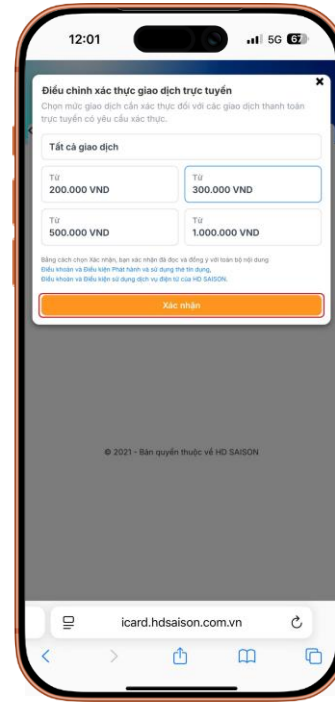 12:01
5G 67
Điều chỉnh xác thực giao dịch trực tuyến
Chọn mức giao dịch cần xác thực đối với các giao dịch thanh toán
trực tuyến có yêu cầu xác thực.
Tất cả giao dịch
Từ
200.000 VND
Từ
300.000 VND
Từ
500.000 VND
Từ
1.000.000 VND
Bằng cách chọn Xác nhận, bạn xác nhận đã đọc và đồng ý với toàn bộ nội dung
Điều khoản và Điều kiện Phát hành và sử dụng thẻ tín dụng,
Điều khoản và Điều kiện sử dụng dịch vụ điện tử của HD SAISON.
Xác nhận
© 2021 - Bản quyền thuộc về HD SAISON
icard.hdsaison.com.vn